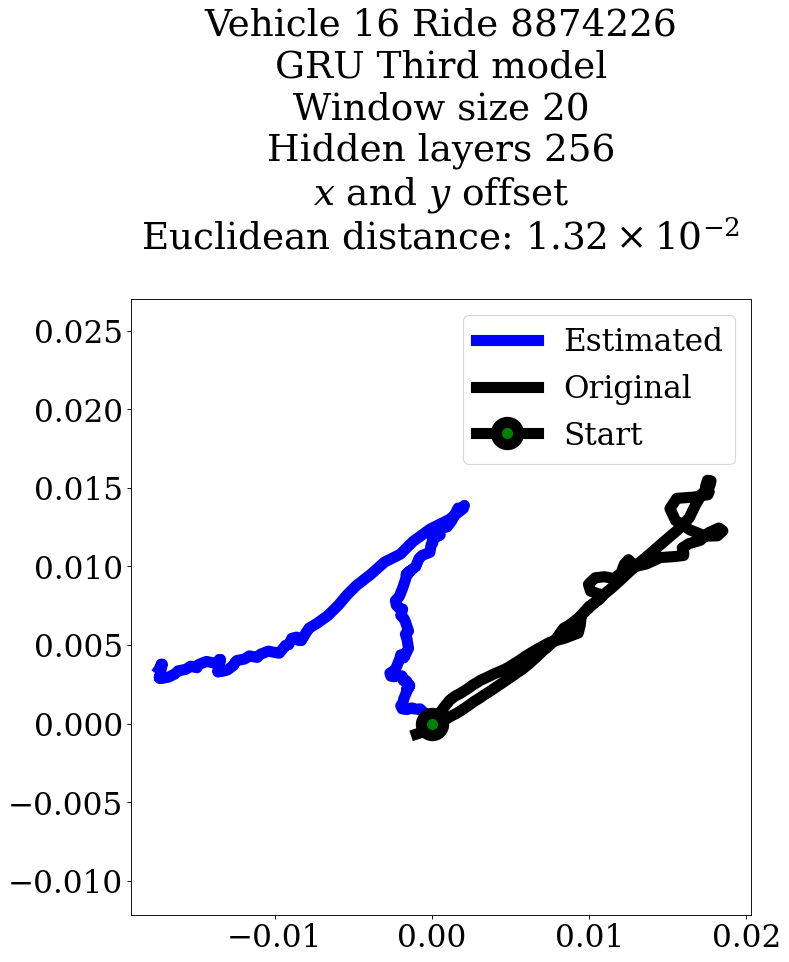 Vehicle 16 Ride 8874226
GRU Third model
Window size 20
Hidden layers 256
x and y offset
Euclidean distance: 1.32 × 10⁻²
Estimated
Original
Start
0.025
0.020
0.015
0.010
0.005
0.000
−0.005
−0.010
−0.01 0.00 0.01 0.02